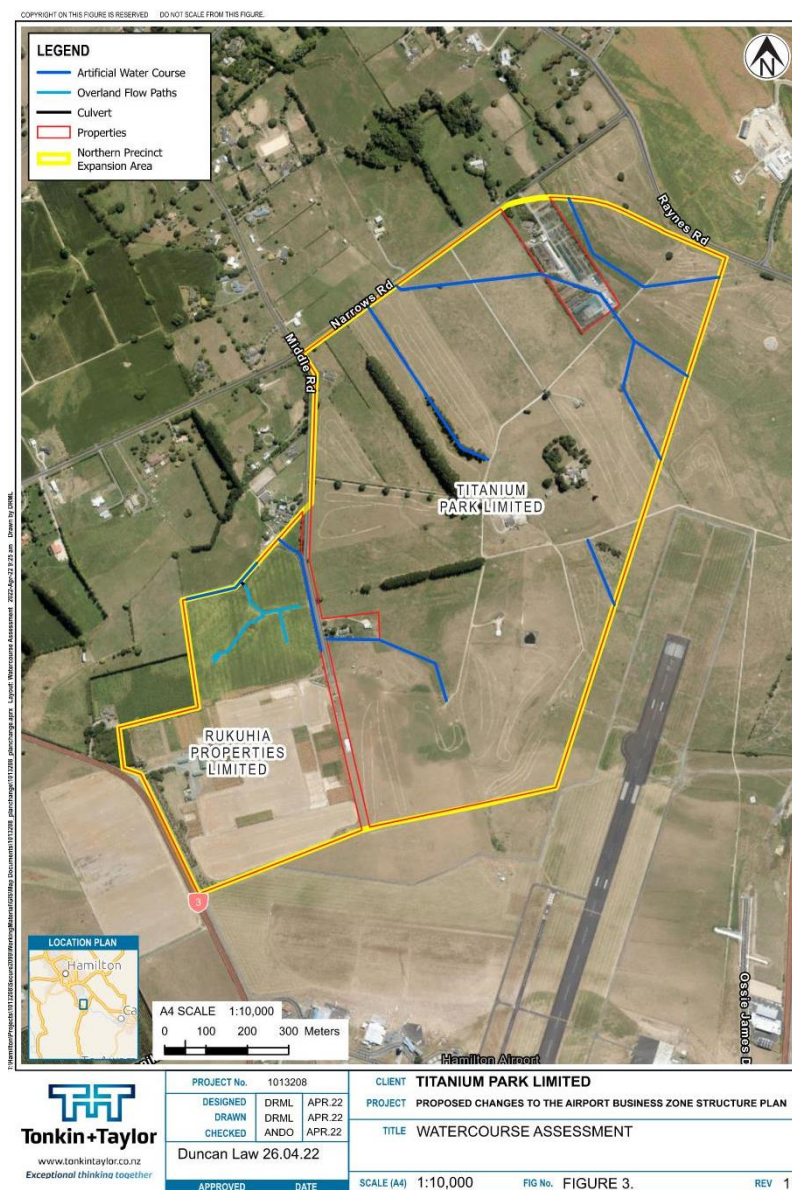 COPYRIGHT ON THIS FIGURE IS RESERVED DO NOT SCALE FROM THIS FIGURE.
LEGEND
Artificial Water Course
Overland Flow Paths
Culvert
Properties
Northern Precinct
Expansion Area
N
Raynes Rd
Narrows Rd
Middle Rd
TITANIUM
PARK LIMITED
RUKUHIA
PROPERTIES
LIMITED
3
LOCATION PLAN
Hamilton
Ca
A4 SCALE 1:10,000
0 100 200 300 Meters
Hamilton Airport
Ossie James D
Tonkin+Taylor
www.tonkintaylor.co.nz
Exceptional thinking together
PROJECT No. 1013208
DESIGNED DRML APR.22
DRAWN DRML APR.22
CHECKED ANDO APR.22
Duncan Law 26.04.22
APPROVED DATE
CLIENT TITANIUM PARK LIMITED
PROJECT PROPOSED CHANGES TO THE AIRPORT BUSINESS ZONE STRUCTURE PLAN
TITLE WATERCOURSE ASSESSMENT
SCALE (A4) 1:10,000 FIG No. FIGURE 3. REV 1